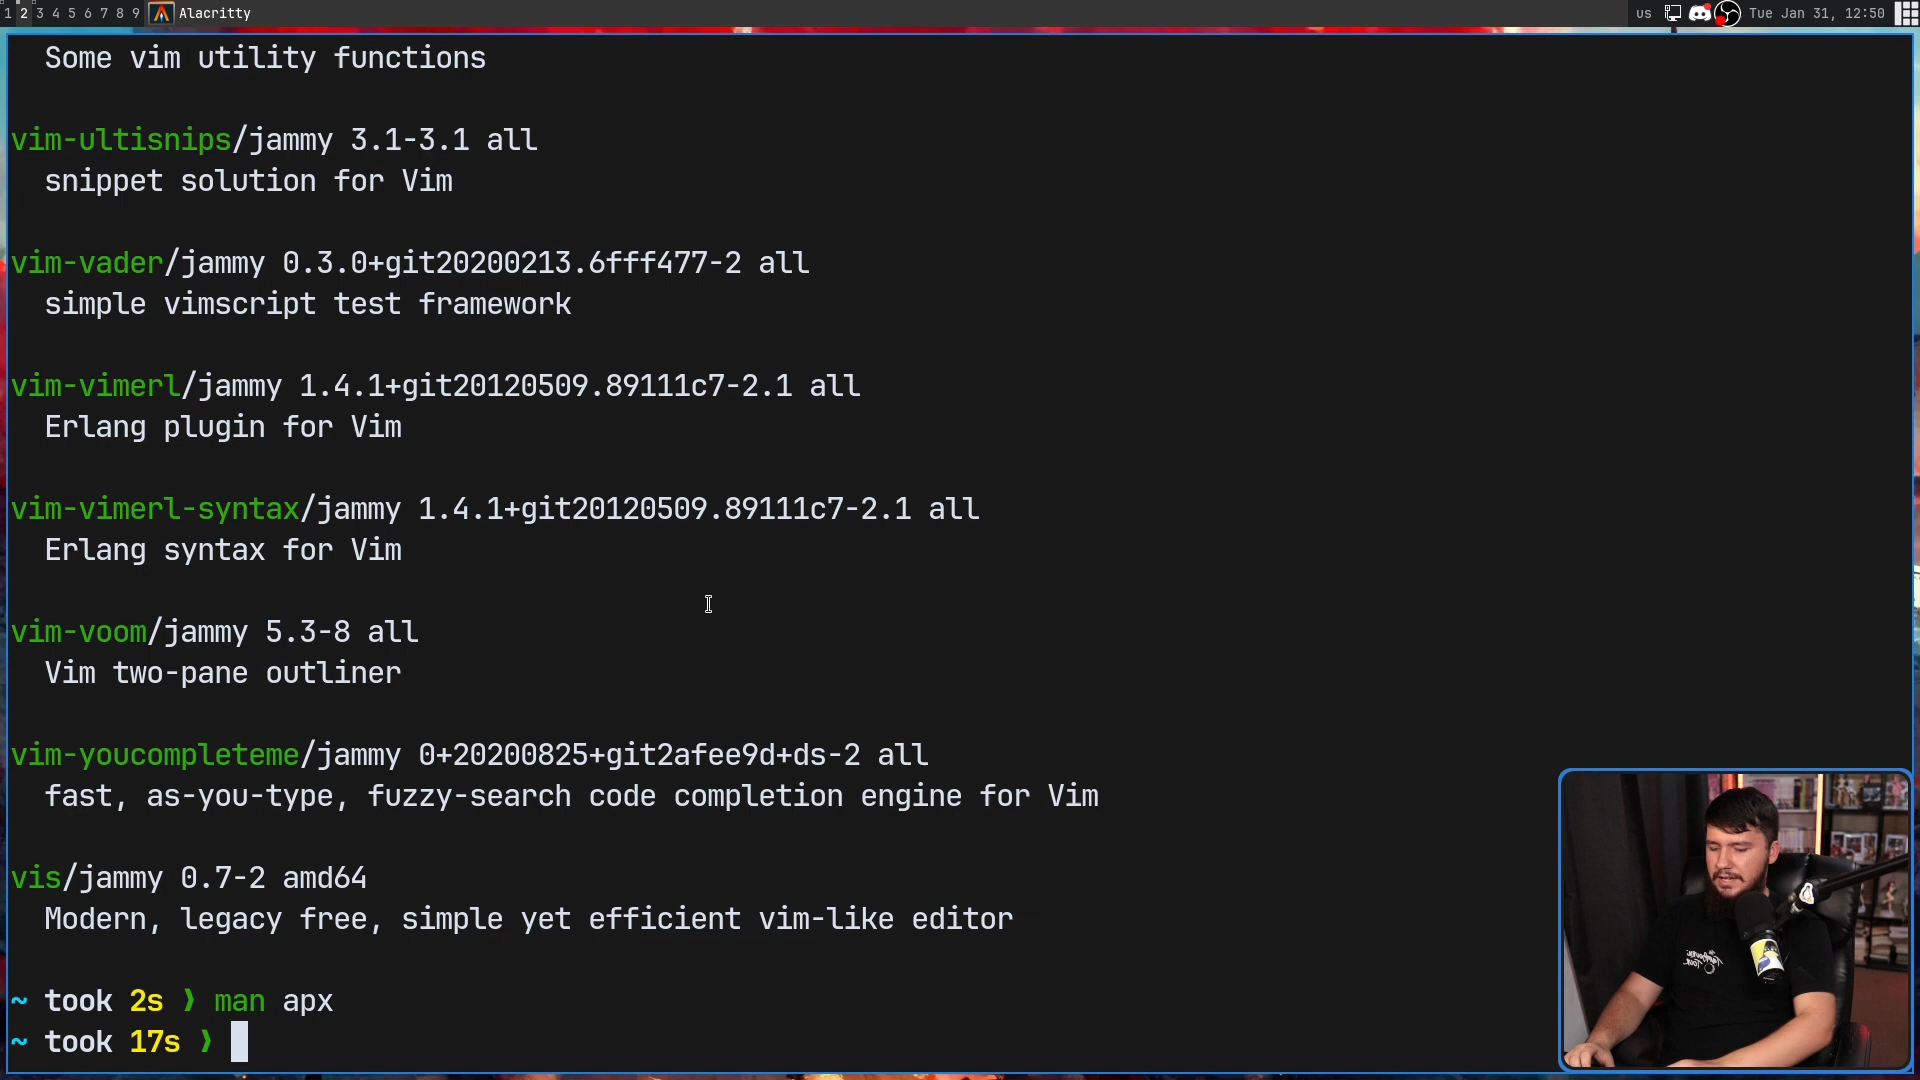 1 2 3 4 5 6 7 8 9 Alacritty us Tue Jan 31, 12:50
Some vim utility functions
vim-ultisnips/jammy 3.1-3.1 all
snippet solution for Vim
vim-vader/jammy 0.3.0+git20200213.6fff477-2 all
simple vimscript test framework
vim-vimerl/jammy 1.4.1+git20120509.89111c7-2.1 all
Erlang plugin for Vim
vim-vimerl-syntax/jammy 1.4.1+git20120509.89111c7-2.1 all
Erlang syntax for Vim
vim-voom/jammy 5.3-8 all
Vim two-pane outliner
vim-youcompleteme/jammy 0+20200825+git2afee9d+ds-2 all
fast, as-you-type, fuzzy-search code completion engine for Vim
vis/jammy 0.7-2 amd64
Modern, legacy free, simple yet efficient vim-like editor
~ took 2s ❯ man apx
~ took 17s ❯